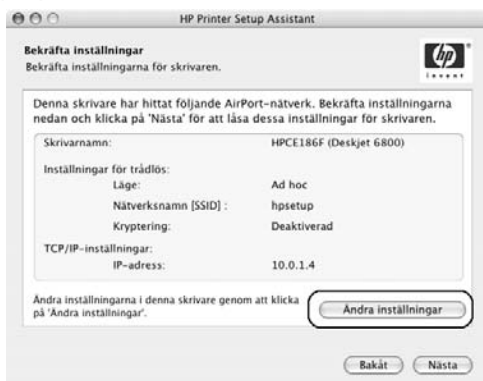 HP Printer Setup Assistant
Bekräfta inställningar
Bekräfta inställningarna för skrivaren.
hp
invent
Denna skrivare har hittat följande AirPort-nätverk. Bekräfta inställningarna
nedan och klicka på 'Nästa' för att låsa dessa inställningar för skrivaren.
Skrivarnamn: HPCE186F (Deskjet 6800)
Inställningar för trådlös:
Läge: Ad hoc
Nätverksnamn [SSID] : hpsetup
Kryptering: Deaktiverad
TCP/IP-inställningar:
IP-adress: 10.0.1.4
Ändra inställningarna i denna skrivare genom att klicka
på 'Ändra inställningar'.
Ändra inställningar
Bakåt Nästa